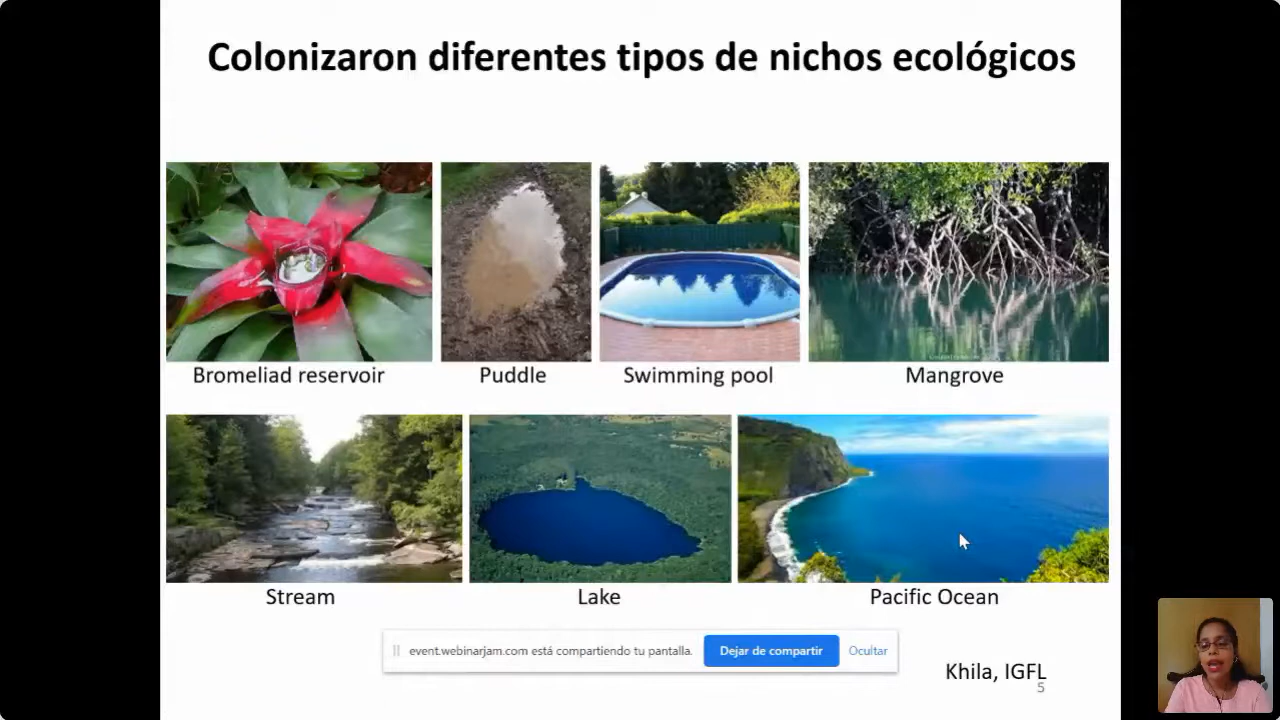 Colonizaron diferentes tipos de nichos ecológicos
Bromeliad reservoir
Puddle
Swimming pool
Mangrove
Stream
Lake
Pacific Ocean
event.webinarjam.com está compartiendo tu pantalla.
Dejar de compartir
Ocultar
Khila, IGFL
5